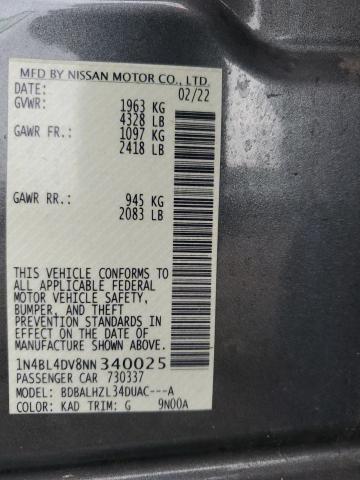 MFD BY NISSAN MOTOR CO., LTD.
DATE: 02/22
GVWR: 1963 KG
4328 LB
GAWR FR: 1097 KG
2418 LB
GAWR RR: 945 KG
2083 LB
THIS VEHICLE CONFORMS TO
ALL APPLICABLE FEDERAL
MOTOR VEHICLE SAFETY,
BUMPER, AND THEFT
PREVENTION STANDARDS IN
EFFECT ON THE DATE OF
MANUFACTURE SHOWN ABOVE.
1N4BL4DV8NN 340025
PASSENGER CAR 730337
MODEL: BDBALHZL34DUAC---A
COLOR: KAD TRIM: G 9N00A